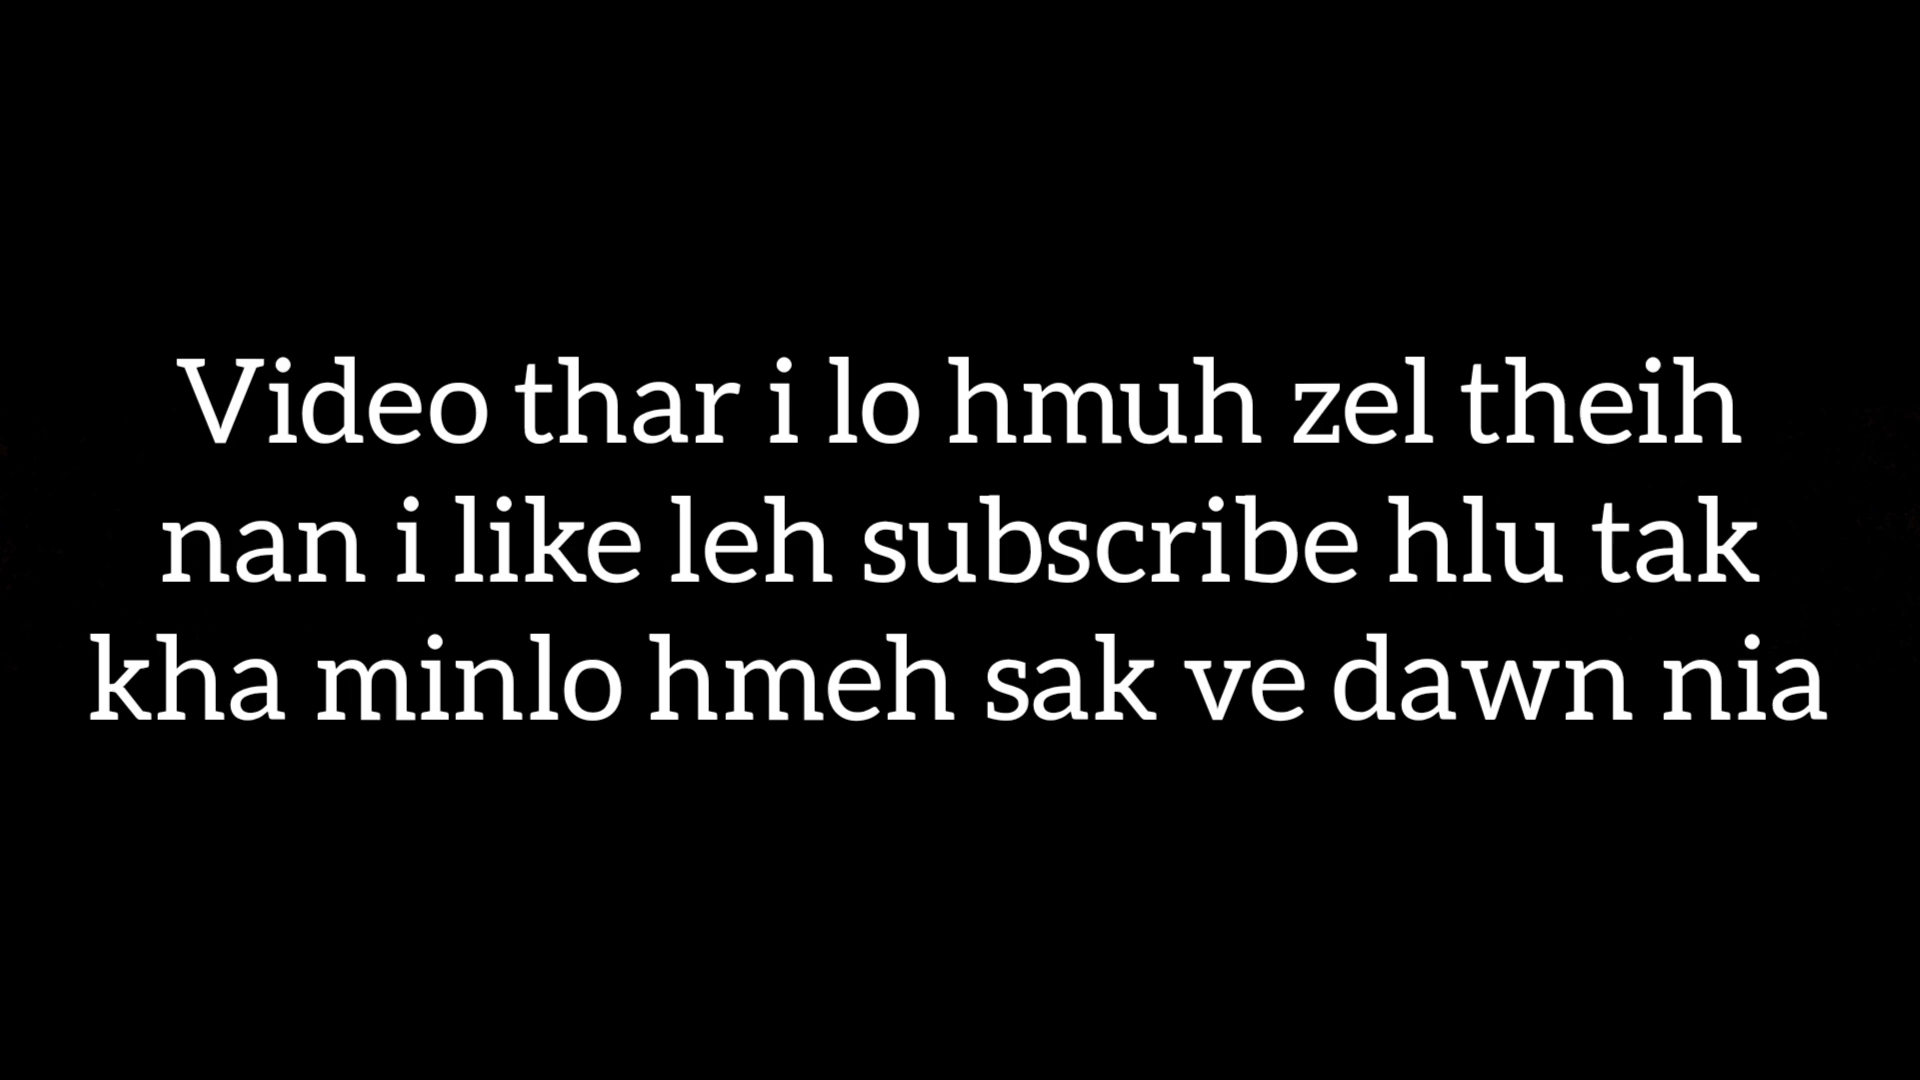 Video thar i lo hmuh zel theih
nan i like leh subscribe hlu tak
kha minlo hmeh sak ve dawn nia